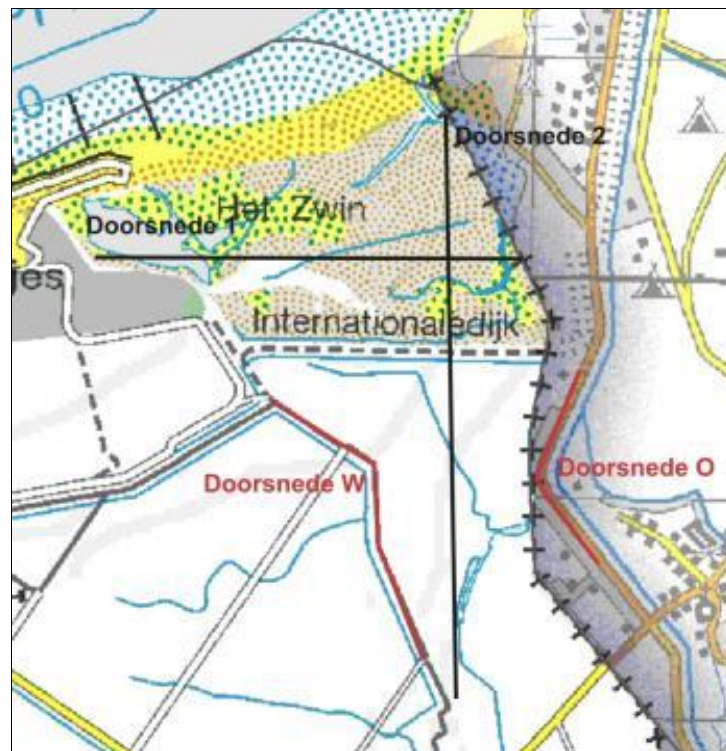 Doorsnede 2
Doorsnede 1
Het Zwin
jes
Internationaledijk
Doorsnede O
Doorsnede W